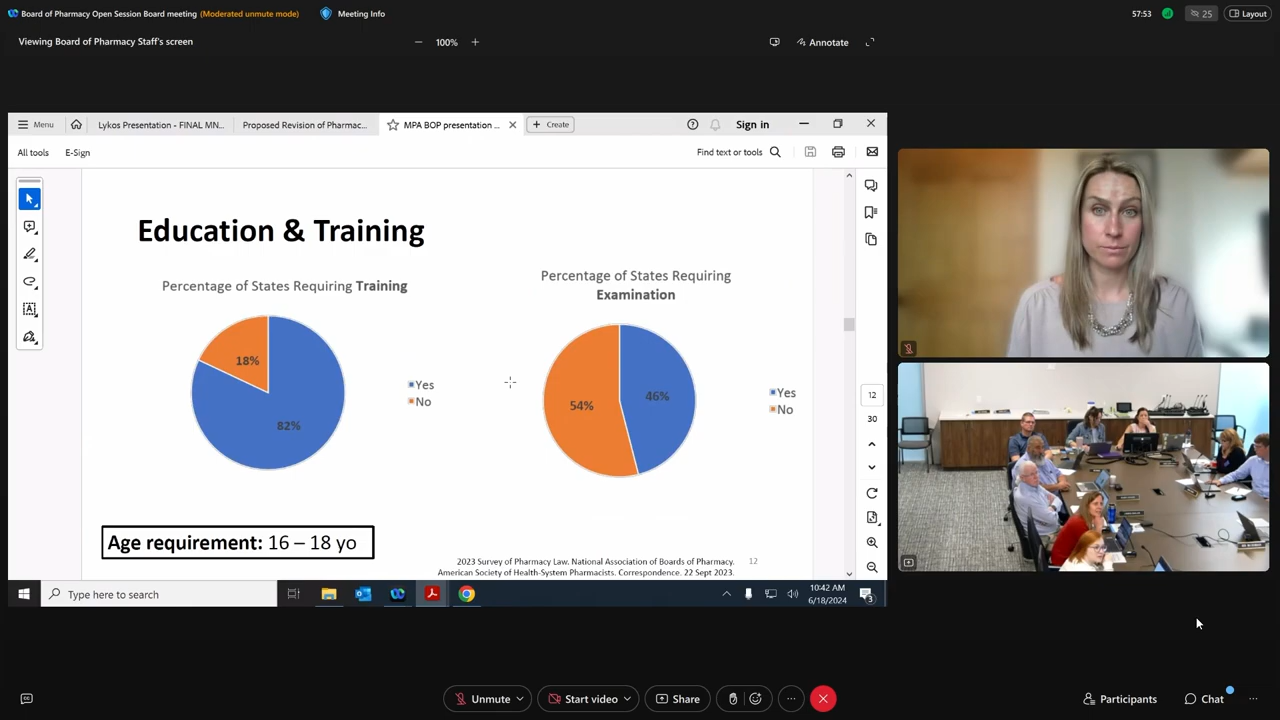 Board of Pharmacy Open Session Board meeting (Moderated unmute mode) Meeting Info 57:53 25 Layout
Viewing Board of Pharmacy Staff's screen 100% Annotate
Menu Lykos Presentation - FINAL MN... Proposed Revision of Pharmac... MPA BOP presentation ... Create Sign in
All tools E-Sign Find text or tools
Education & Training
Percentage of States Requiring Training
18%
82%
Yes
No
Percentage of States Requiring
Examination
46%
54%
Yes
No
12
30
Age requirement: 16 – 18 yo
2023 Survey of Pharmacy Law. National Association of Boards of Pharmacy. 12
American Society of Health-System Pharmacists. Correspondence. 22 Sept 2023.
Type here to search
10:42 AM
6/18/2024
3
Unmute Start video Share Participants Chat